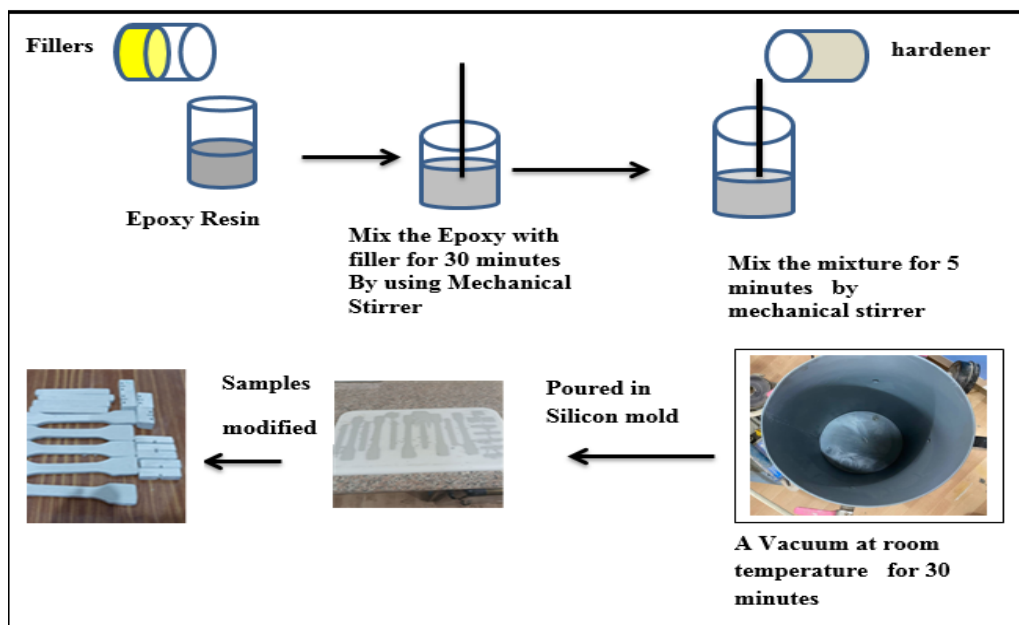 Fillers
hardener
Epoxy Resin
Mix the Epoxy with
filler for 30 minutes
By using Mechanical
Stirrer
Mix the mixture for 5
minutes by
mechanical stirrer
Samples
modified
Poured in
Silicon mold
A Vacuum at room
temperature for 30
minutes